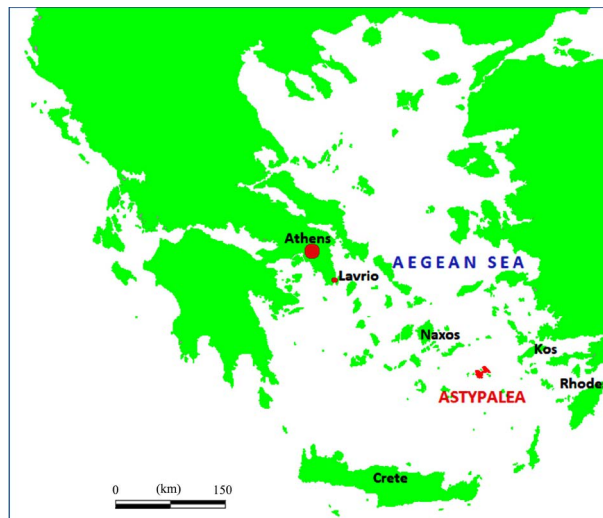 Athens
AEGEAN SEA
Lavrio
Naxos
Kos
Rhode
ASTYPALEA
Crete
0 (km) 150